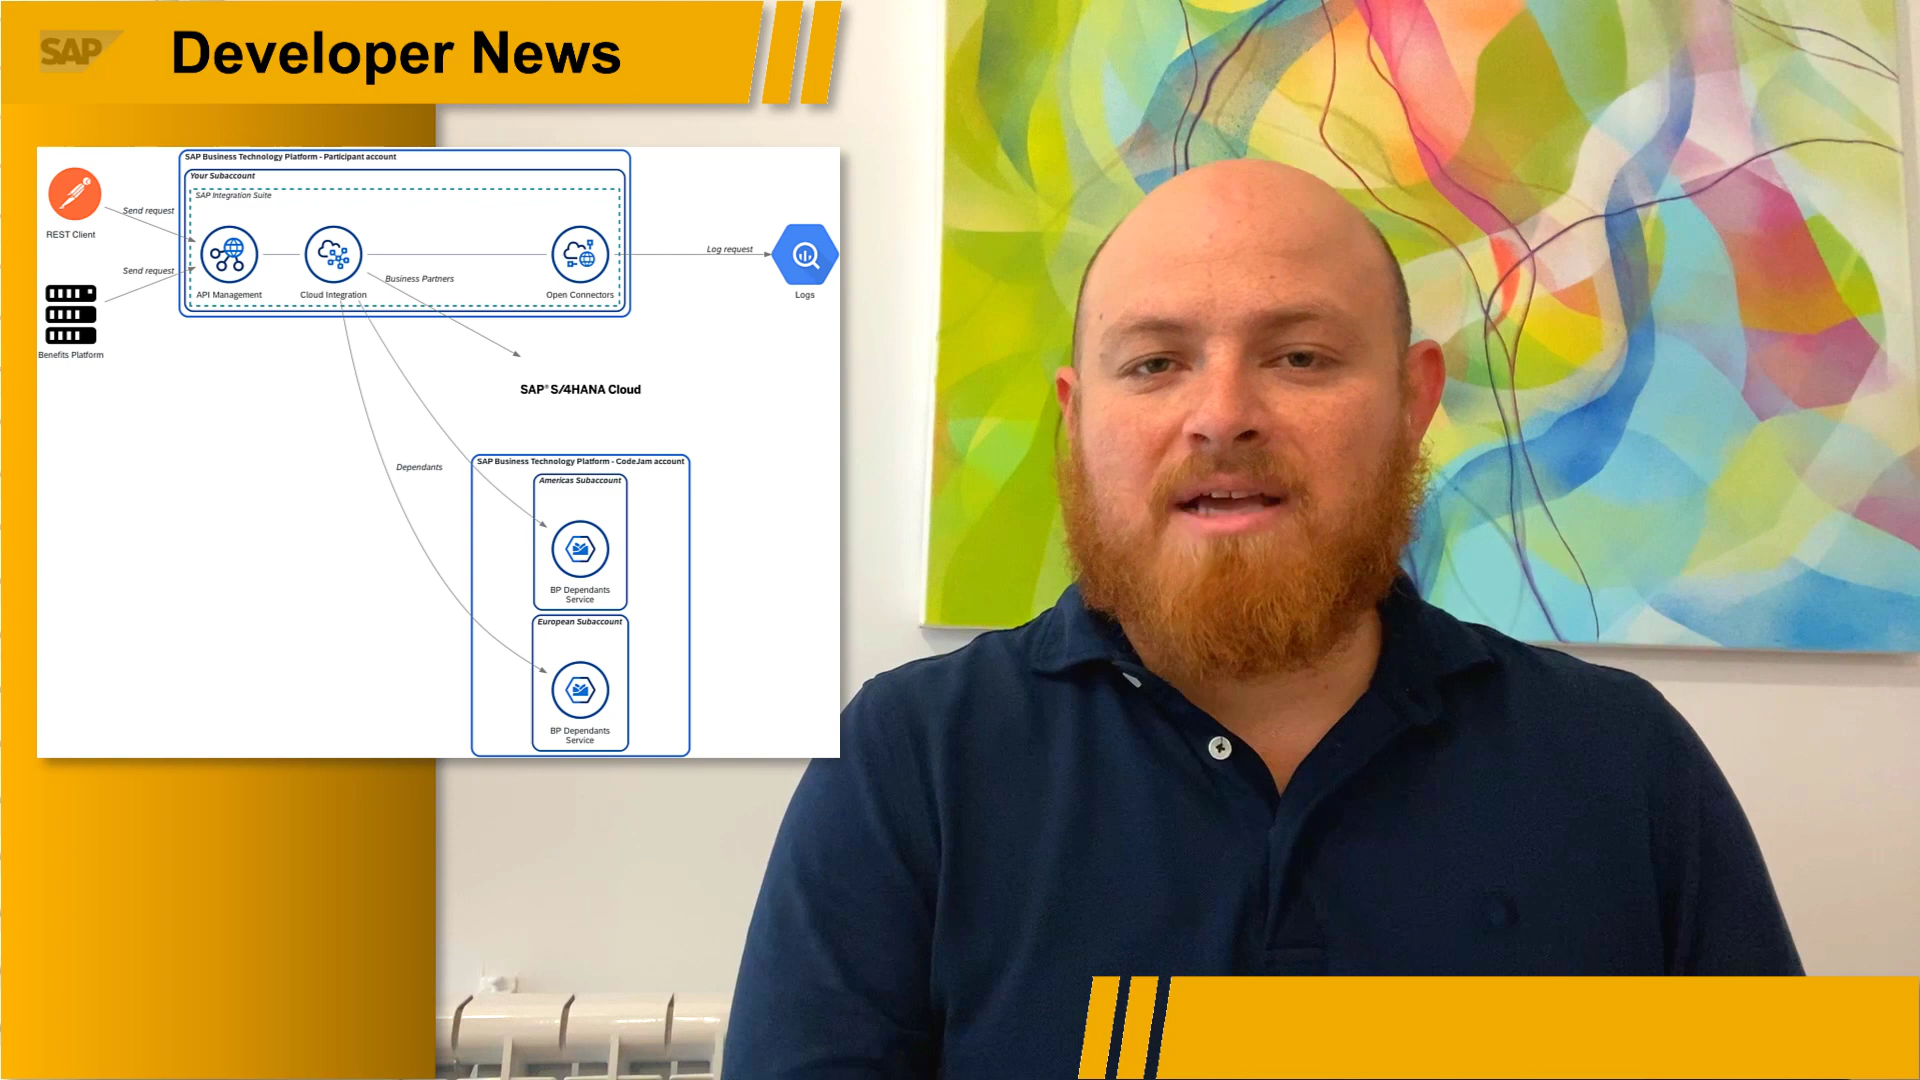 SAP
Developer News
SAP Business Technology Platform - Participant account
Your Subaccount
SAP Integration Suite
Send request
REST Client
Send request
Benefits Platform
API Management
Cloud Integration
Business Partners
Open Connectors
Log request
Logs
SAP® S/4HANA Cloud
Dependants
SAP Business Technology Platform - CodeJam account
Americas Subaccount
BP Dependants
Service
European Subaccount
BP Dependants
Service